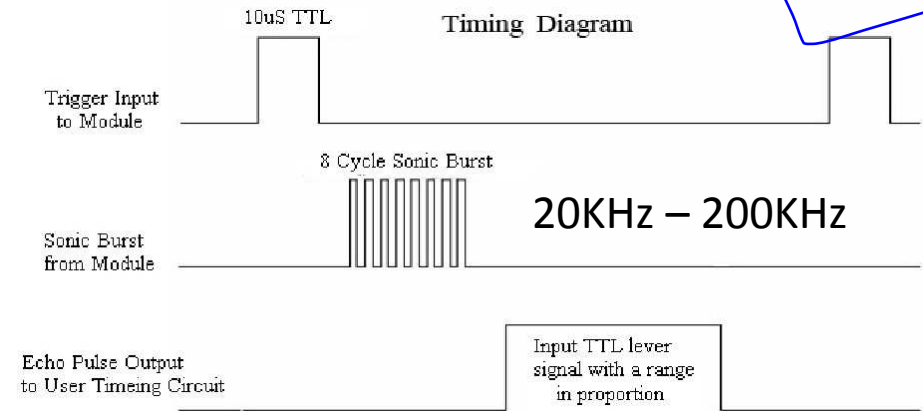 10uS TTL
Timing Diagram
Trigger Input
to Module
8 Cycle Sonic Burst
20KHz – 200KHz
Sonic Burst
from Module
Input TTL lever
signal with a range
in proportion
Echo Pulse Output
to User Timeing Circuit